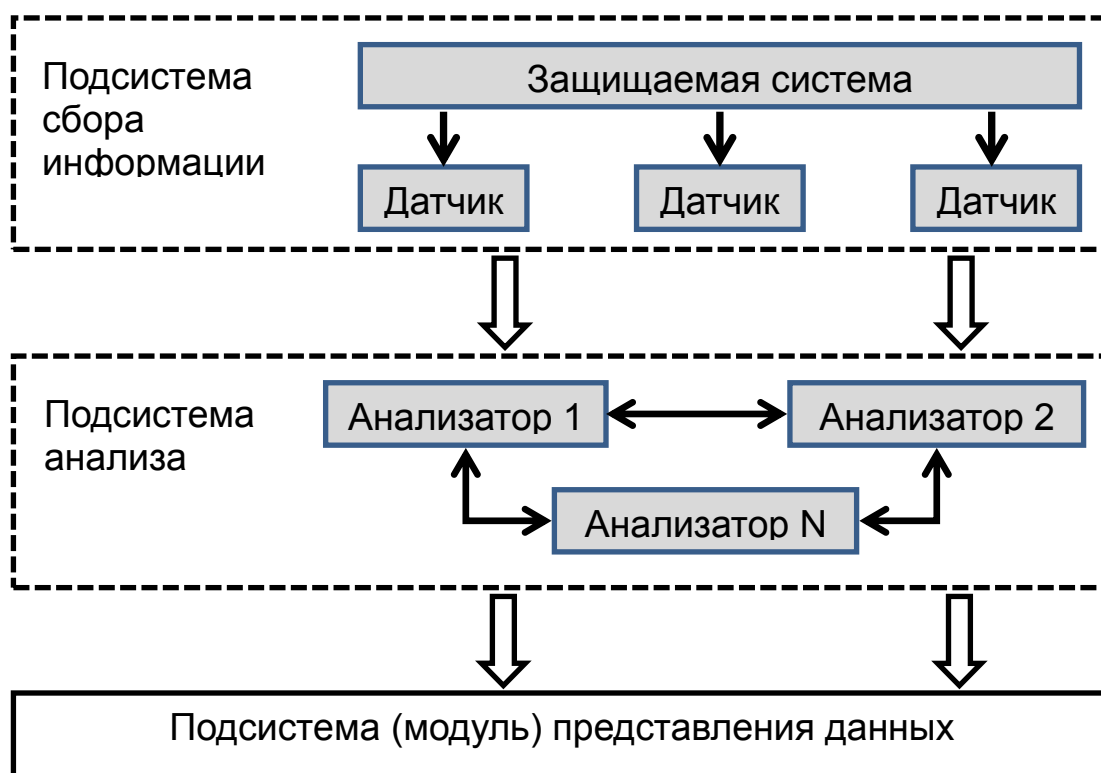 Подсистема
сбора
информации
Защищаемая система
Датчик
Датчик
Датчик
Подсистема
анализа
Анализатор 1
Анализатор 2
Анализатор N
Подсистема (модуль) представления данных